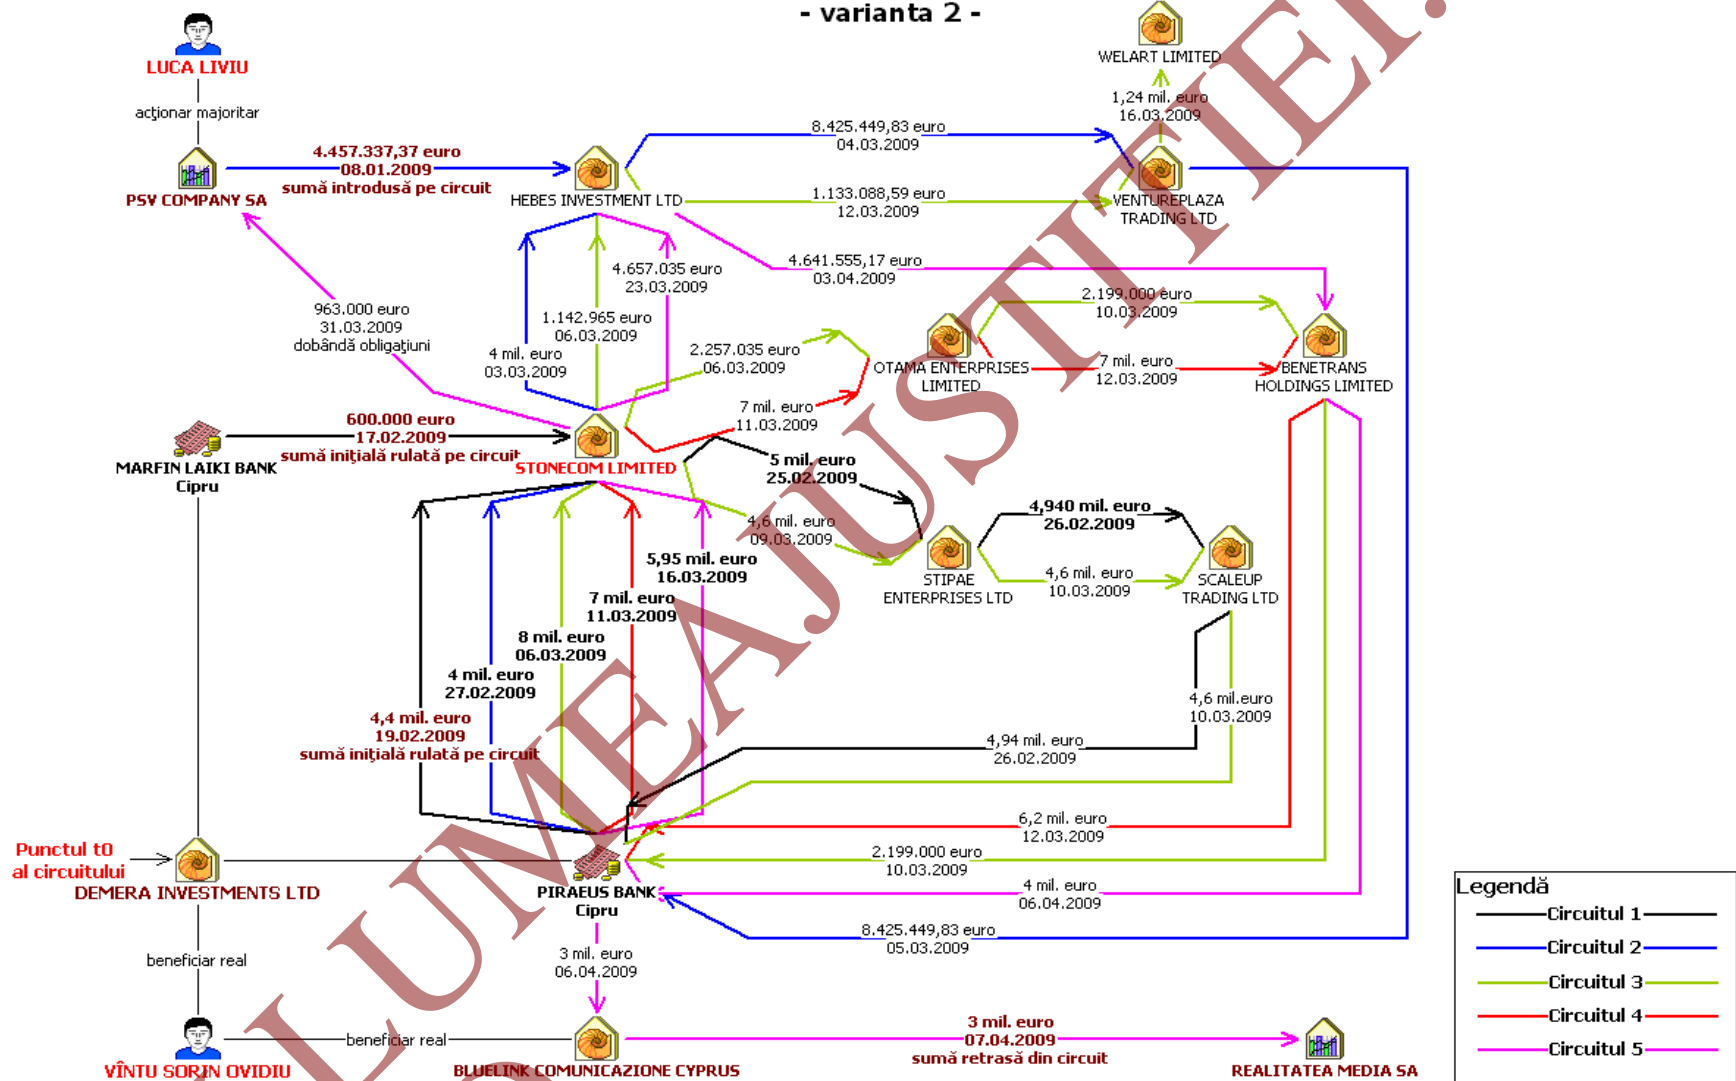 - varianta 2 -
LUCA LIVIU
acţionar majoritar
PSV COMPANY SA
4.457.337,37 euro
08.01.2009
sumă introdusă pe circuit
HEBES INVESTMENT LTD
8.425.449,83 euro
04.03.2009
1.133.088,59 euro
12.03.2009
WELART LIMITED
1,24 mil. euro
16.03.2009
VENTUREPLAZA
TRADING LTD
4.641.555,17 euro
03.04.2009
4.657.035 euro
23.03.2009
1.142.965 euro
06.03.2009
4 mil. euro
03.03.2009
963.000 euro
31.03.2009
dobândă obligaţiuni
2.257.035 euro
06.03.2009
7 mil. euro
11.03.2009
OTAMA ENTERPRISES
LIMITED
2.199.000 euro
10.03.2009
7 mil. euro
12.03.2009
BENETRANS
HOLDINGS LIMITED
MARFIN LAIKI BANK
Cipru
600.000 euro
17.02.2009
sumă iniţială rulată pe circuit
STONECOM LIMITED
5 mil. euro
25.02.2009
4,6 mil. euro
09.03.2009
STIPAE
ENTERPRISES LTD
4,940 mil. euro
26.02.2009
4,6 mil. euro
10.03.2009
SCALEUP
TRADING LTD
5,95 mil. euro
16.03.2009
7 mil. euro
11.03.2009
8 mil. euro
06.03.2009
4 mil. euro
27.02.2009
4,4 mil. euro
19.02.2009
sumă iniţială rulată pe circuit
4,6 mil.euro
10.03.2009
4,94 mil. euro
26.02.2009
6,2 mil. euro
12.03.2009
2.199.000 euro
10.03.2009
4 mil. euro
06.04.2009
8.425.449,83 euro
05.03.2009
Punctul t0
al circuitului
DEMERA INVESTMENTS LTD
PIRAEUS BANK
Cipru
3 mil. euro
06.04.2009
beneficiar real
VÎNTU SORIN OVIDIU
beneficiar real
BLUELINK COMUNICAZIONE CYPRUS
3 mil. euro
07.04.2009
sumă retrasă din circuit
REALITATEA MEDIA SA
Legendă
Circuitul 1
Circuitul 2
Circuitul 3
Circuitul 4
Circuitul 5
LUMEAJUSTITIEI.